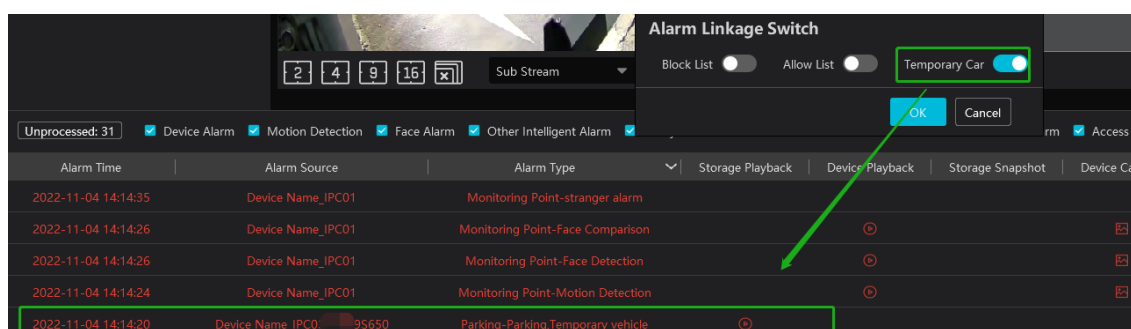 Alarm Linkage Switch
Block List Allow List Temporary Car
2 4 9 16 Sub Stream
OK Cancel
Unprocessed: 31 Device Alarm Motion Detection Face Alarm Other Intelligent Alarm Access
Alarm Time Alarm Source Alarm Type Storage Playback Device Playback Storage Snapshot Device Ca
2022-11-04 14:14:35 Device Name_IPC01 Monitoring Point-stranger alarm
2022-11-04 14:14:26 Device Name_IPC01 Monitoring Point-Face Comparison
2022-11-04 14:14:26 Device Name_IPC01 Monitoring Point-Face Detection
2022-11-04 14:14:24 Device Name_IPC01 Monitoring Point-Motion Detection
2022-11-04 14:14:20 Device Name_IPC0 9S650 Parking-Parking,Temporary vehicle